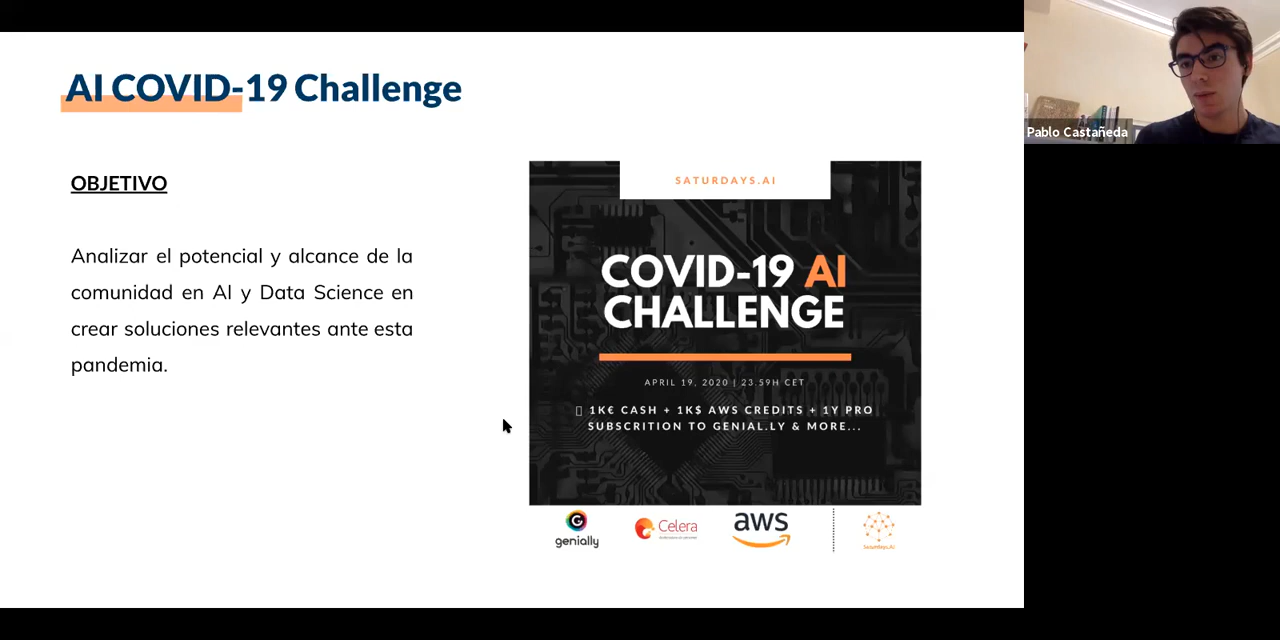 AI COVID-19 Challenge
Pablo Castañeda
OBJETIVO
Analizar el potencial y alcance de la
comunidad en AI y Data Science en
crear soluciones relevantes ante esta
pandemia.
SATURDAYS.AI
COVID-19 AI
CHALLENGE
APRIL 19, 2020 | 23.59H CET
1K€ CASH + 1K$ AWS CREDITS + 1Y PRO
SUBSCRITION TO GENIAL.LY & MORE...
genially
Celera
aws
Saturdays.AI